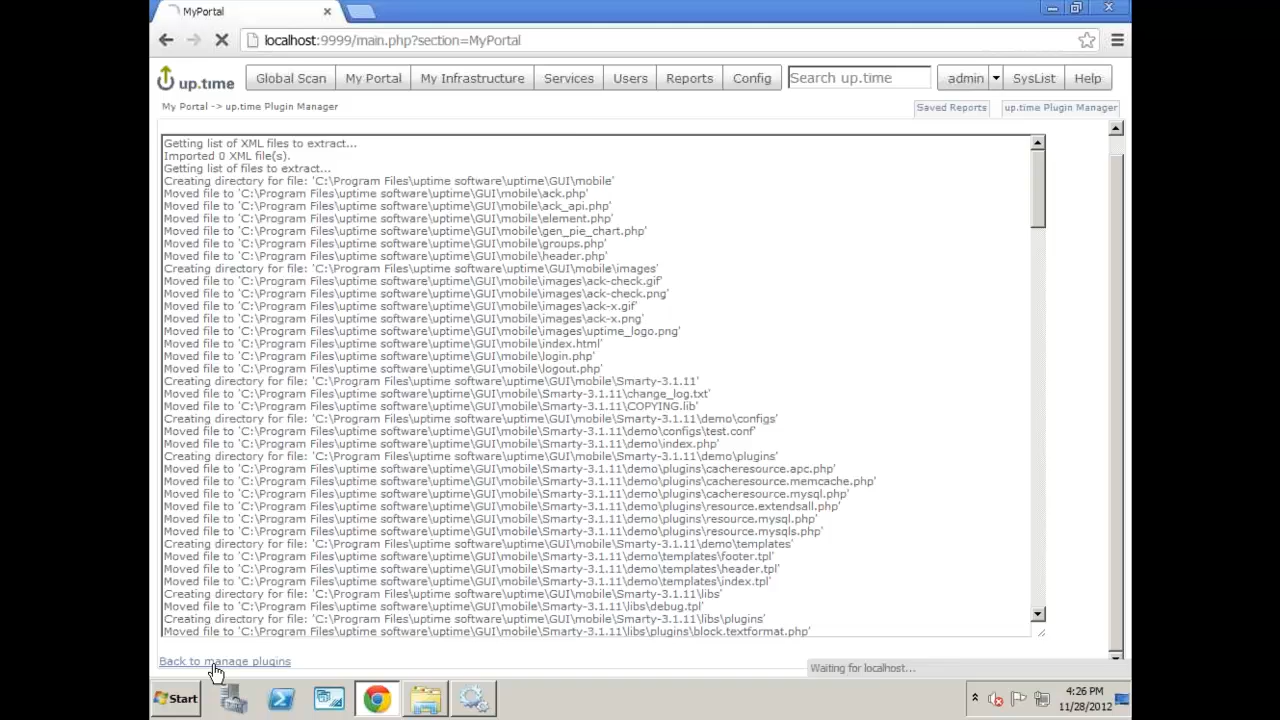 MyPortal
localhost:9999/main.php?section=MyPortal
up.time
Global Scan
My Portal
My Infrastructure
Services
Users
Reports
Config
Search up.time
admin
SysList
Help
My Portal -> up.time Plugin Manager
Saved Reports
up.time Plugin Manager
Getting list of XML files to extract...
Imported 0 XML file(s).
Getting list of files to extract...
Creating directory for file: 'C:\Program Files\uptime software\uptime\GUI\mobile'
Moved file to 'C:\Program Files\uptime software\uptime\GUI\mobile\ack.php'
Moved file to 'C:\Program Files\uptime software\uptime\GUI\mobile\ack_api.php'
Moved file to 'C:\Program Files\uptime software\uptime\GUI\mobile\element.php'
Moved file to 'C:\Program Files\uptime software\uptime\GUI\mobile\gen_pie_chart.php'
Moved file to 'C:\Program Files\uptime software\uptime\GUI\mobile\groups.php'
Moved file to 'C:\Program Files\uptime software\uptime\GUI\mobile\header.php'
Creating directory for file: 'C:\Program Files\uptime software\uptime\GUI\mobile\images'
Moved file to 'C:\Program Files\uptime software\uptime\GUI\mobile\images\ack-check.gif'
Moved file to 'C:\Program Files\uptime software\uptime\GUI\mobile\images\ack-check.png'
Moved file to 'C:\Program Files\uptime software\uptime\GUI\mobile\images\ack-x.gif'
Moved file to 'C:\Program Files\uptime software\uptime\GUI\mobile\images\ack-x.png'
Moved file to 'C:\Program Files\uptime software\uptime\GUI\mobile\images\uptime_logo.png'
Moved file to 'C:\Program Files\uptime software\uptime\GUI\mobile\index.html'
Moved file to 'C:\Program Files\uptime software\uptime\GUI\mobile\login.php'
Moved file to 'C:\Program Files\uptime software\uptime\GUI\mobile\logout.php'
Creating directory for file: 'C:\Program Files\uptime software\uptime\GUI\mobile\Smarty-3.1.11'
Moved file to 'C:\Program Files\uptime software\uptime\GUI\mobile\Smarty-3.1.11\change_log.txt'
Moved file to 'C:\Program Files\uptime software\uptime\GUI\mobile\Smarty-3.1.11\COPYING.lib'
Creating directory for file: 'C:\Program Files\uptime software\uptime\GUI\mobile\Smarty-3.1.11\demo\configs'
Moved file to 'C:\Program Files\uptime software\uptime\GUI\mobile\Smarty-3.1.11\demo\configs\test.conf'
Moved file to 'C:\Program Files\uptime software\uptime\GUI\mobile\Smarty-3.1.11\demo\index.php'
Creating directory for file: 'C:\Program Files\uptime software\uptime\GUI\mobile\Smarty-3.1.11\demo\plugins'
Moved file to 'C:\Program Files\uptime software\uptime\GUI\mobile\Smarty-3.1.11\demo\plugins\cacheresource.apc.php'
Moved file to 'C:\Program Files\uptime software\uptime\GUI\mobile\Smarty-3.1.11\demo\plugins\cacheresource.memcache.php'
Moved file to 'C:\Program Files\uptime software\uptime\GUI\mobile\Smarty-3.1.11\demo\plugins\cacheresource.mysql.php'
Moved file to 'C:\Program Files\uptime software\uptime\GUI\mobile\Smarty-3.1.11\demo\plugins\resource.extendsall.php'
Moved file to 'C:\Program Files\uptime software\uptime\GUI\mobile\Smarty-3.1.11\demo\plugins\resource.mysql.php'
Moved file to 'C:\Program Files\uptime software\uptime\GUI\mobile\Smarty-3.1.11\demo\plugins\resource.mysqls.php'
Creating directory for file: 'C:\Program Files\uptime software\uptime\GUI\mobile\Smarty-3.1.11\demo\templates'
Moved file to 'C:\Program Files\uptime software\uptime\GUI\mobile\Smarty-3.1.11\demo\templates\footer.tpl'
Moved file to 'C:\Program Files\uptime software\uptime\GUI\mobile\Smarty-3.1.11\demo\templates\header.tpl'
Moved file to 'C:\Program Files\uptime software\uptime\GUI\mobile\Smarty-3.1.11\demo\templates\index.tpl'
Creating directory for file: 'C:\Program Files\uptime software\uptime\GUI\mobile\Smarty-3.1.11\libs'
Moved file to 'C:\Program Files\uptime software\uptime\GUI\mobile\Smarty-3.1.11\libs\debug.tpl'
Creating directory for file: 'C:\Program Files\uptime software\uptime\GUI\mobile\Smarty-3.1.11\libs\plugins'
Moved file to 'C:\Program Files\uptime software\uptime\GUI\mobile\Smarty-3.1.11\libs\plugins\block.textformat.php'
Back to manage plugins
Waiting for localhost...
Start
4:26 PM
11/28/2012